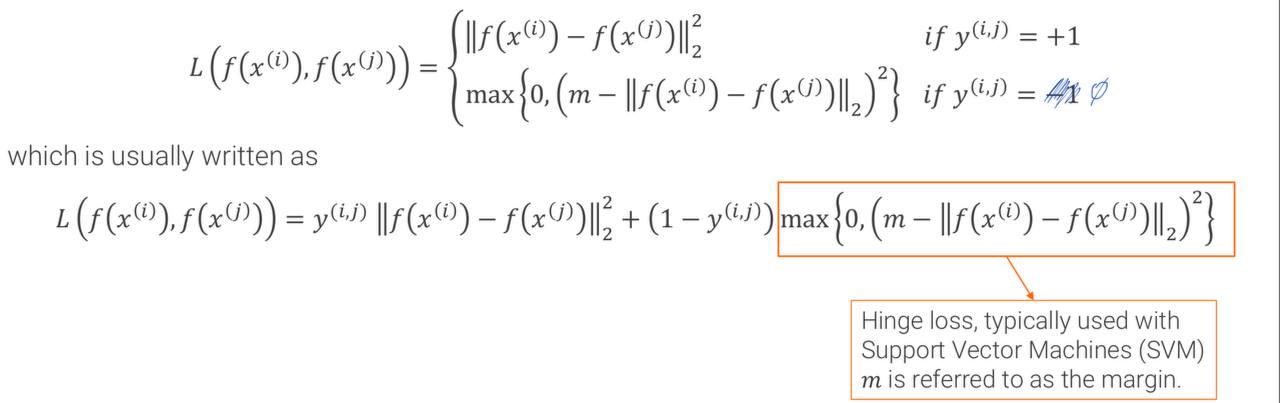 L(f(x^(i)), f(x^(j))) = { ‖f(x^(i)) − f(x^(j))‖₂² if y^(i,j) = +1
max{0, (m − ‖f(x^(i)) − f(x^(j))‖₂)²} if y^(i,j) = 0
which is usually written as
L(f(x^(i)), f(x^(j))) = y^(i,j) ‖f(x^(i)) − f(x^(j))‖₂² + (1 − y^(i,j)) max{0, (m − ‖f(x^(i)) − f(x^(j))‖₂)²}
Hinge loss, typically used with
Support Vector Machines (SVM)
m is referred to as the margin.